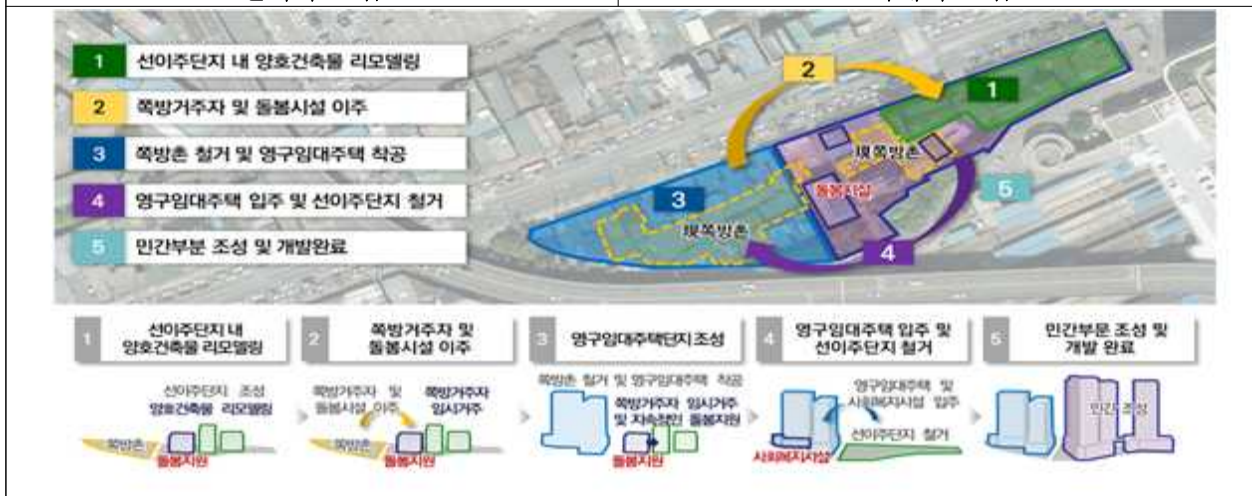 1 선이주단지 내 양호건축물 리모델링
2 쪽방거주자 및 돌봄시설 이주
3 쪽방촌 철거 및 영구임대주택 착공
4 영구임대주택 입주 및 선이주단지 철거
5 민간부분 조성 및 개발완료
2
1
現쪽방촌
돌봄시설
3
5
現쪽방촌
4
1 선이주단지 내
양호건축물 리모델링
2 쪽방거주자 및
돌봄시설 이주
3 영구임대주택단지 조성
4 영구임대주택 입주 및
선이주단지 철거
5 민간부문 조성 및
개발 완료
선이주단지 조성
양호건축물 리모델링
쪽방촌
돌봄지원
쪽방거주자 및
돌봄시설 이주
쪽방거주자
임시거주
쪽방촌
돌봄지원
쪽방촌 철거 및 영구임대주택 착공
쪽방거주자 임시거주
및 지속적인 돌봄지원
돌봄지원
영구임대주택 및
사회복지시설 입주
선이주단지 철거
사회복지시설
민간 조성